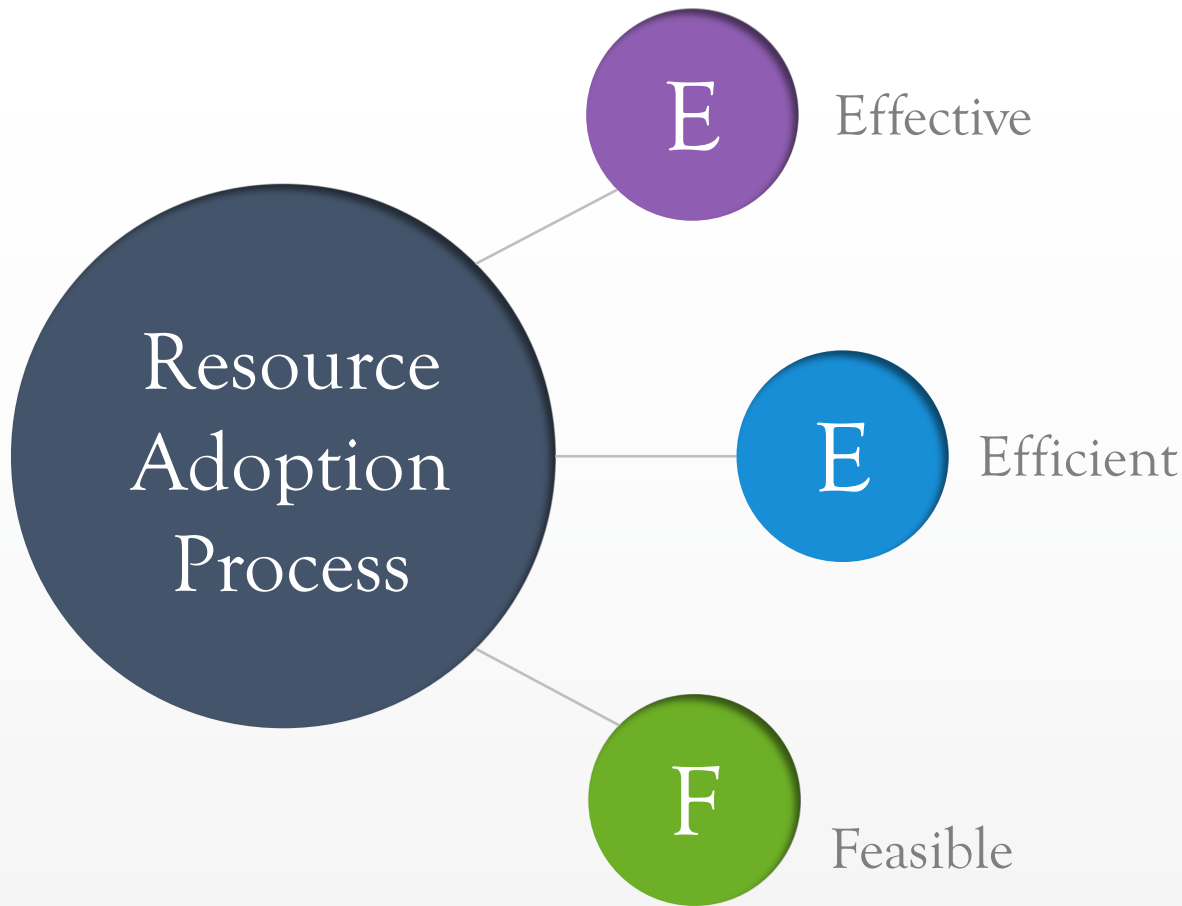 E
Effective
Resource
Adoption
Process
E
Efficient
F
Feasible